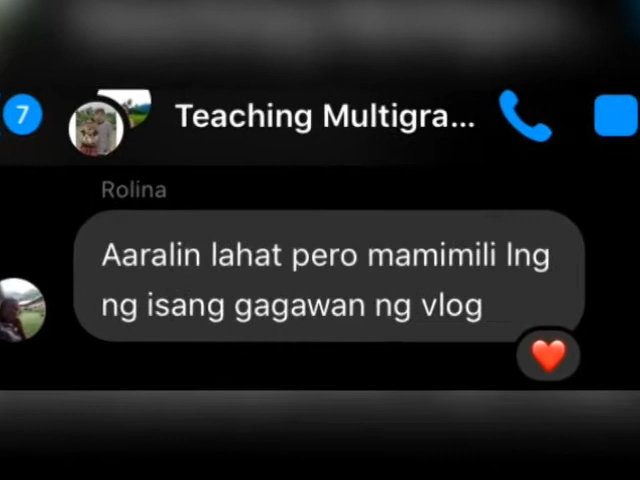 7
Teaching Multigra...
Rolina
Aaralin lahat pero mamimili lng
ng isang gagawan ng vlog